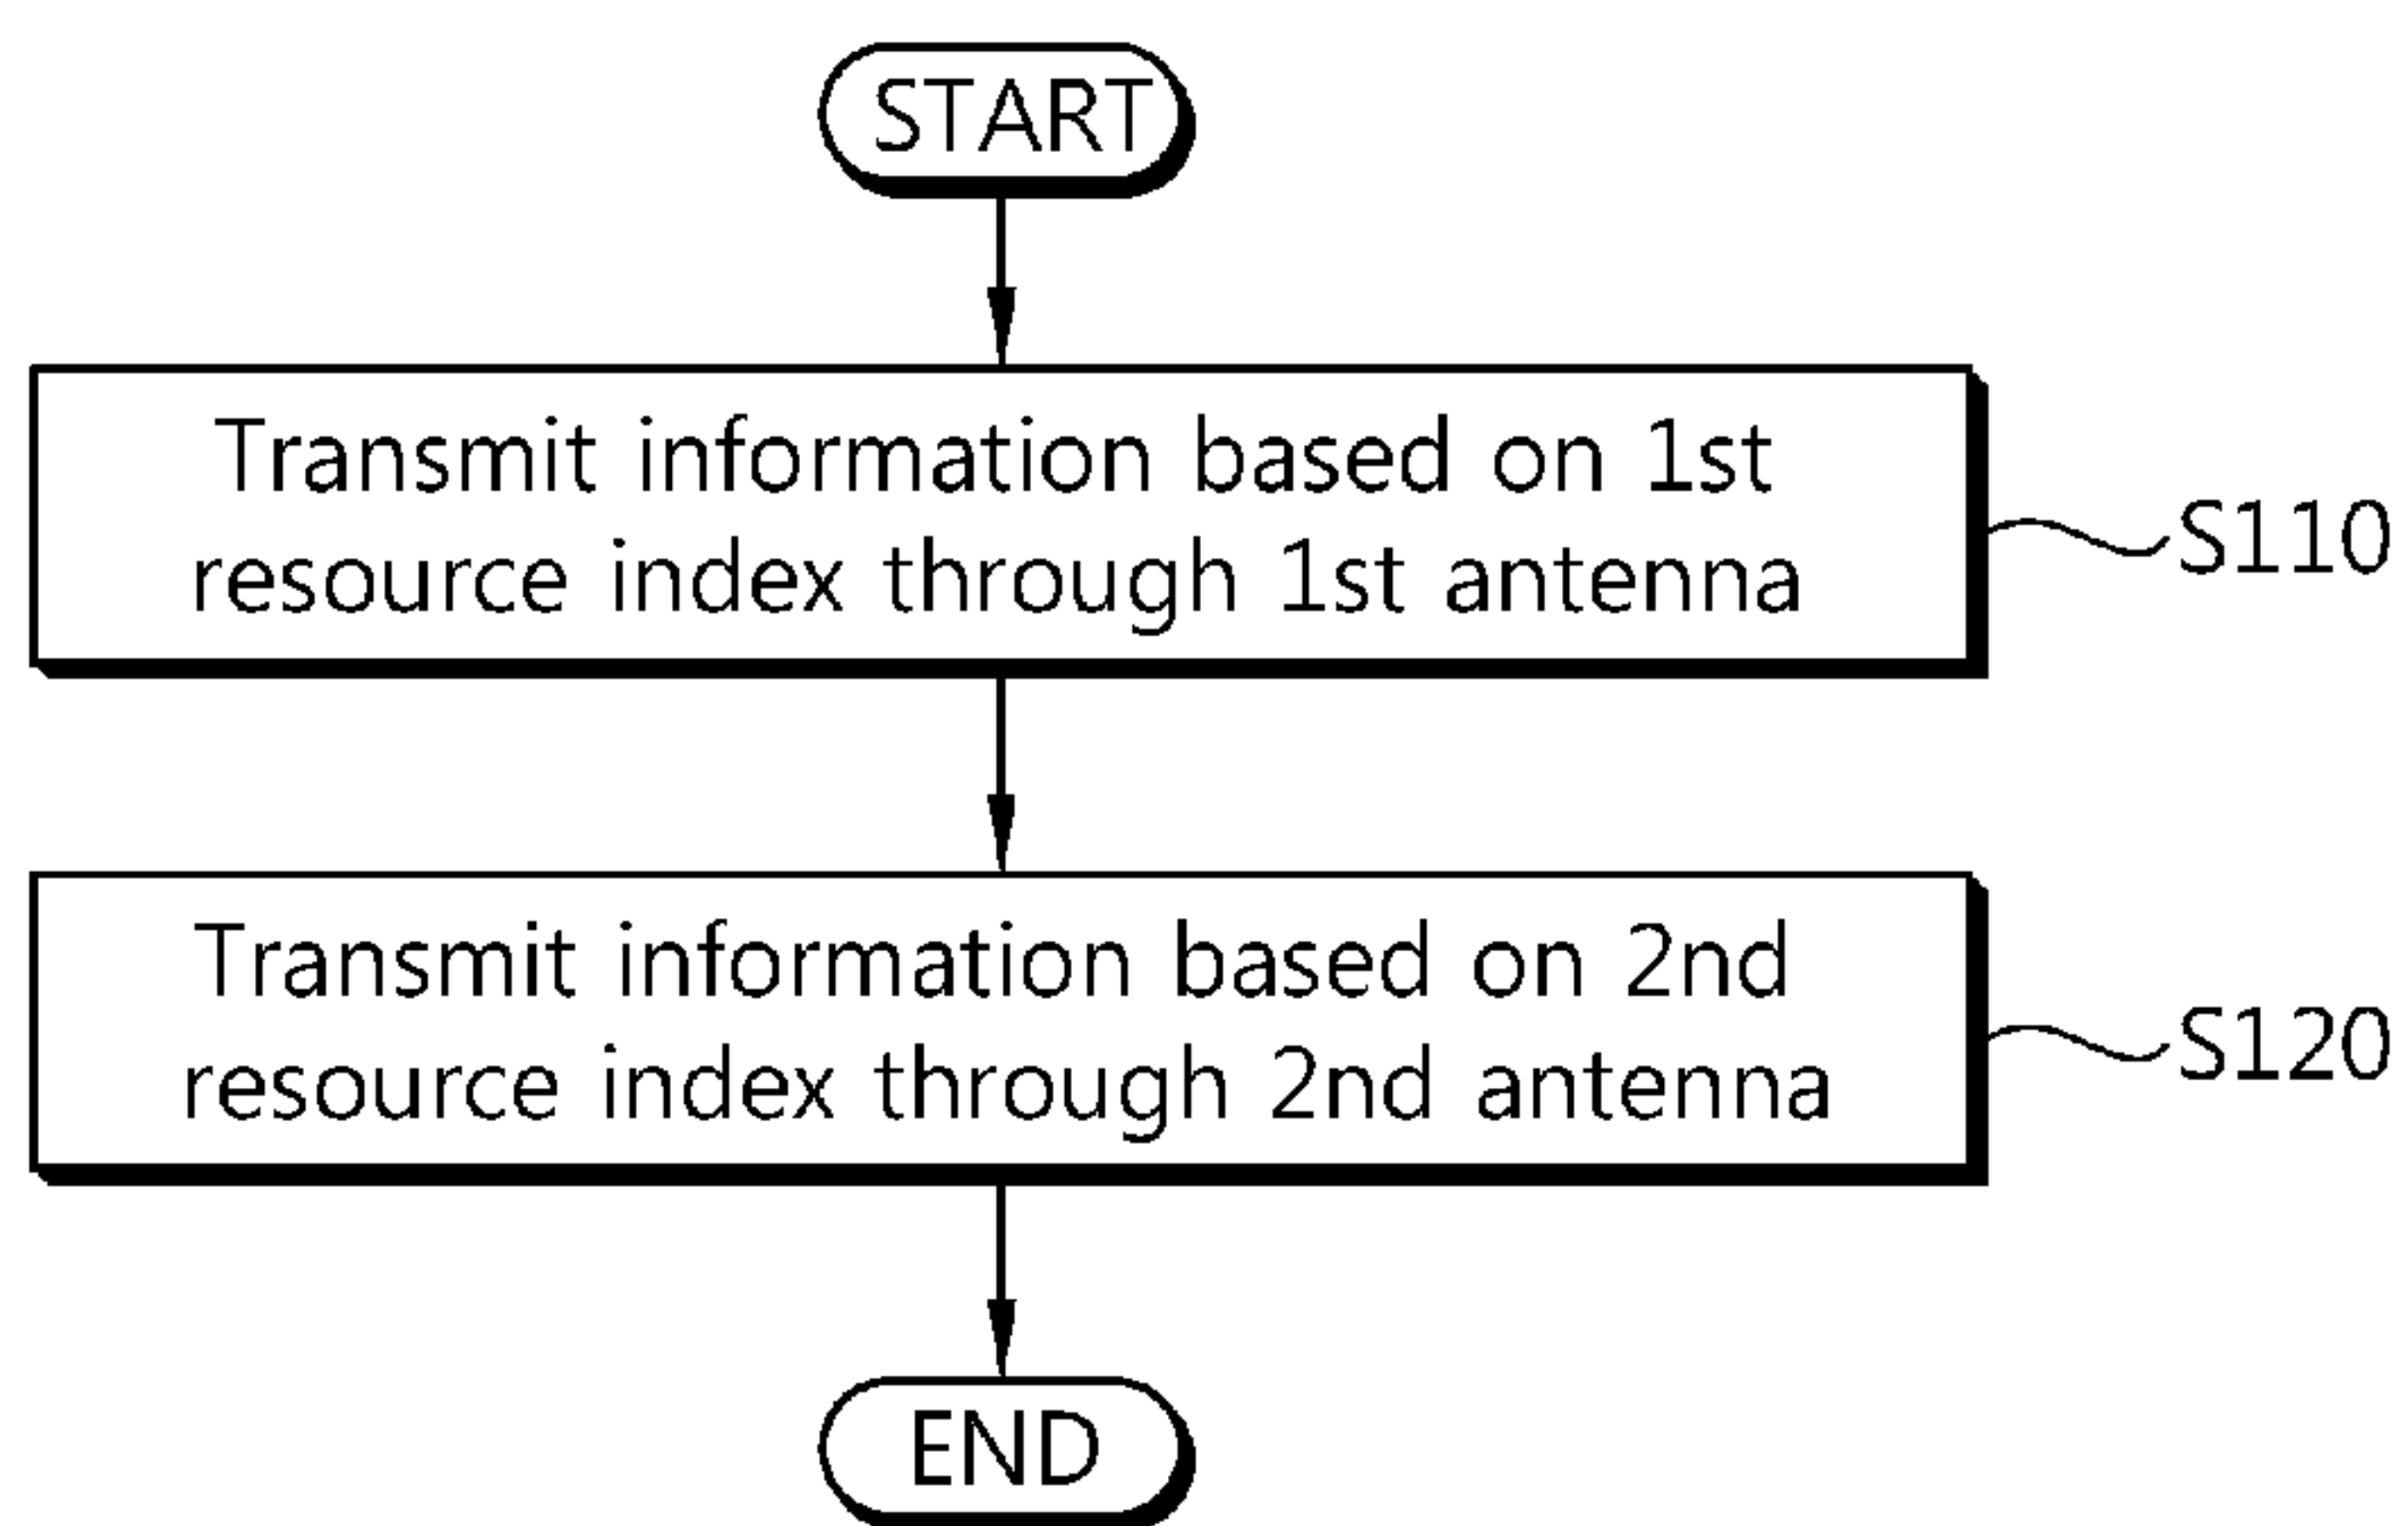 START
Transmit information based on 1st
resource index through 1st antenna
S110
Transmit information based on 2nd
resource index through 2nd antenna
S120
END